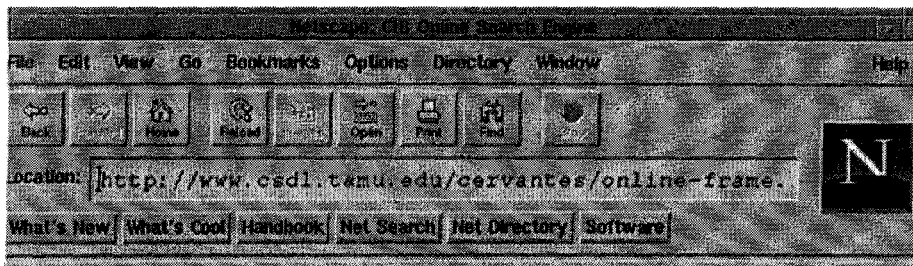 Netscape: CIB Online Search Engine
File Edit View Go Bookmarks Options Directory Window Help
Back Home Reload Open Print Find
Location: http://www.csdl.tamu.edu/cervantes/online-frame.
N
What's New What's Cool Handbook Net Search Net Directory Software